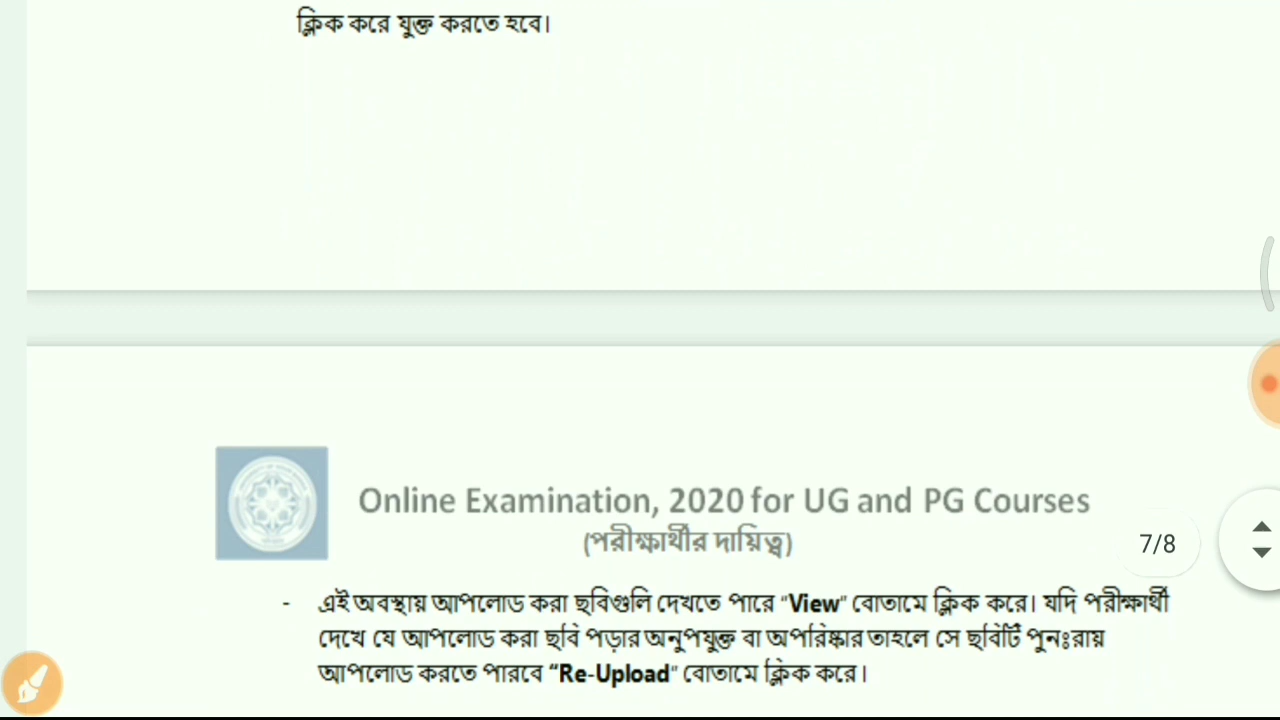 ক্লিক করে যুক্ত করতে হবে।
Online Examination, 2020 for UG and PG Courses
(পরীক্ষার্থীর দায়িত্ব)
7/8
- এই অবস্থায় আপলোড করা ছবিগুলি দেখতে পারে “View” বোতামে ক্লিক করে। যদি পরীক্ষার্থী
দেখে যে আপলোড করা ছবি পড়ার অনুপযুক্ত বা অপরিষ্কার তাহলে সে ছবিটি পুনঃরায়
আপলোড করতে পারবে “Re-Upload” বোতামে ক্লিক করে।